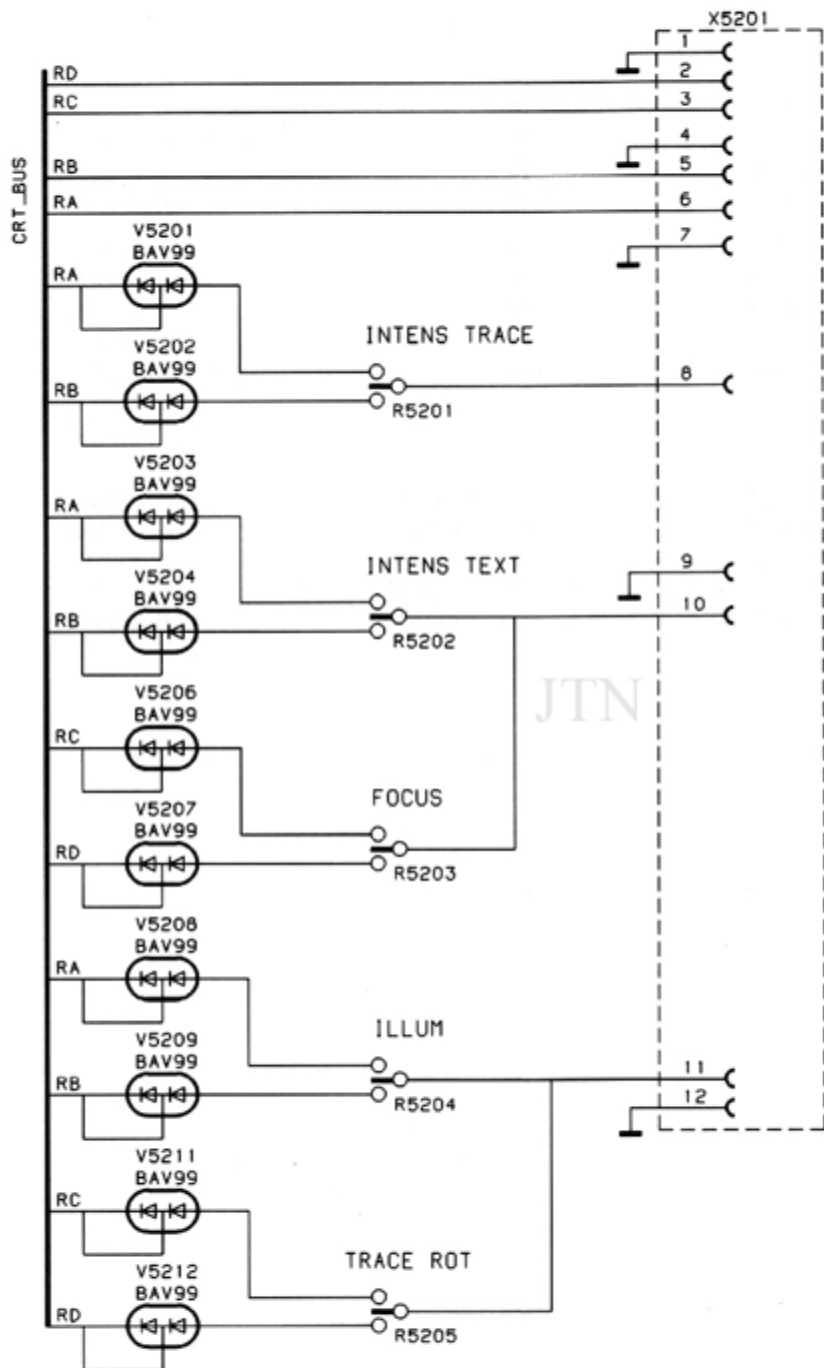 X5201
1
RD
2
RC
3
4
RB
5
RA
6
7
CRT_BUS
V5201
BAV99
RA
INTENS TRACE
V5202
BAV99
8
RB
R5201
V5203
BAV99
RA
INTENS TEXT
9
V5204
BAV99
10
RB
R5202
JTN
V5206
BAV99
RC
FOCUS
V5207
BAV99
RD
R5203
V5208
BAV99
RA
ILLUM
V5209
BAV99
11
RB
R5204
12
V5211
BAV99
RC
TRACE ROT
V5212
BAV99
RD
R5205